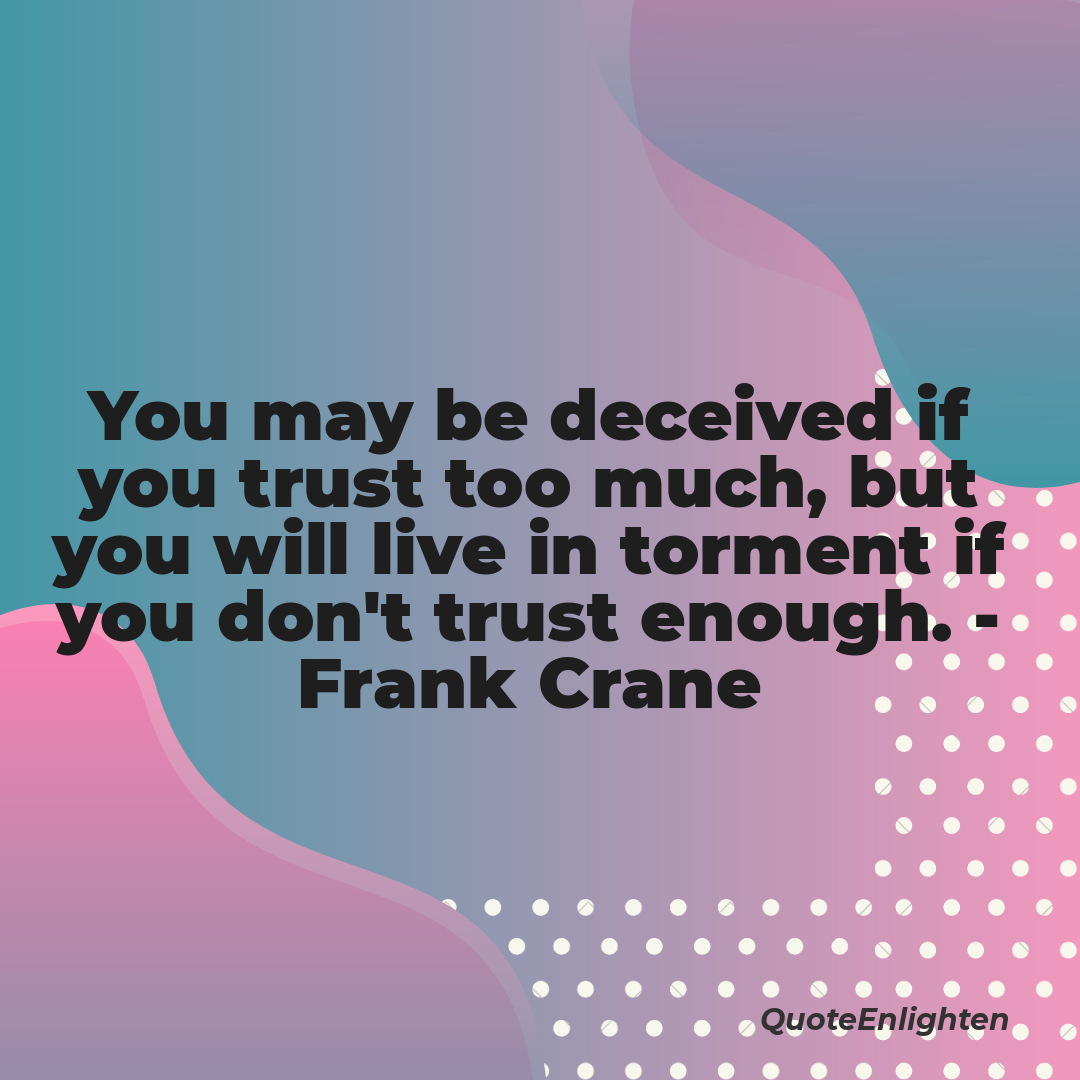 You may be deceived if
you trust too much, but
you will live in torment if
you don't trust enough. -
Frank Crane
QuoteEnlighten